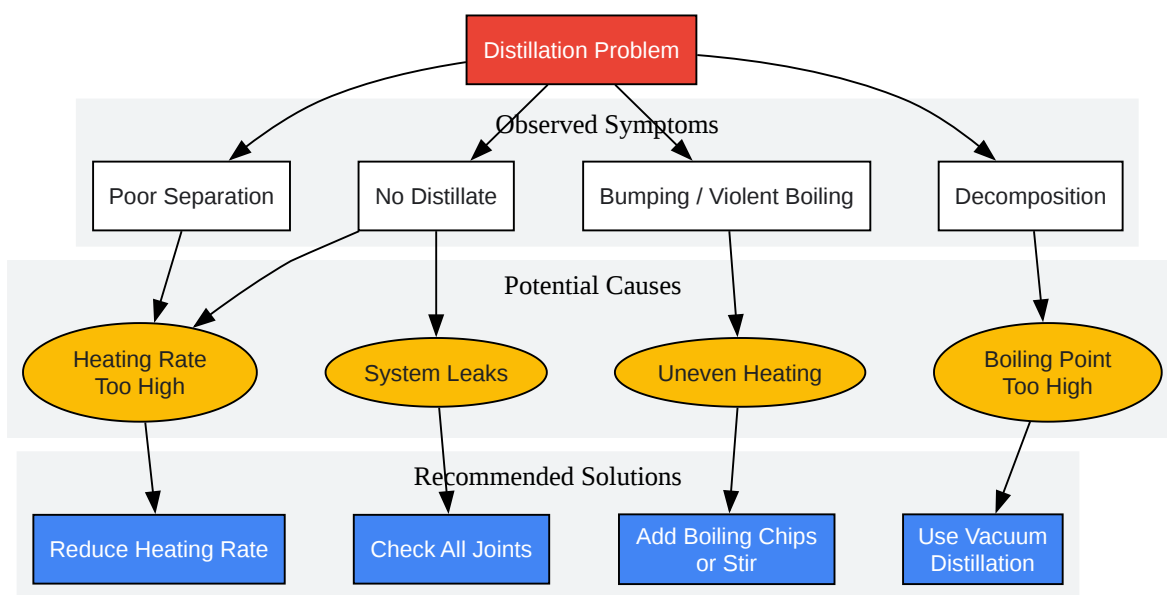 Distillation Problem
Observed Symptoms
Poor Separation
No Distillate
Bumping / Violent Boiling
Decomposition
Potential Causes
Heating Rate
Too High
System Leaks
Uneven Heating
Boiling Point
Too High
Recommended Solutions
Reduce Heating Rate
Check All Joints
Add Boiling Chips
or Stir
Use Vacuum
Distillation